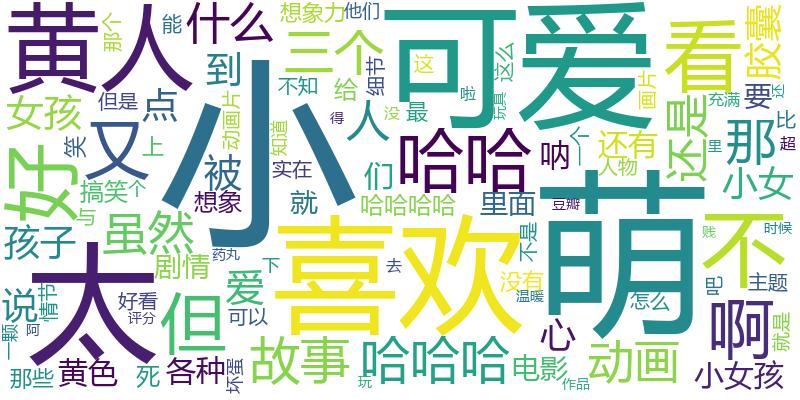 黄人
什么
那个
能
想象力
他们
三个
可爱
看
胶囊
到
不知
给
细节
这
这么
玩具
画片
女孩
但是
点
小
动画片
知道
得
人
没
最
啦
充满
要
还
好
笑
又
上
被
实在
们
哈哈
呐
一个
还有
人物
还是
那
里
比
超
小女
搞笑
个
与
想象
就
哈哈哈哈
里面
豆瓣
萌
不
贱
时候
孩子
虽然
太
剧情
药丸
爱
下
喜欢
去
不是
没有
温暖
怎么
吧
主题
说
情节
好看
评分
但
可以
心
啊
就是
一颗
啊
那些
黄色
死
各种
坏蛋
故事
玩
哈哈哈
电影
作品
动画
小女孩